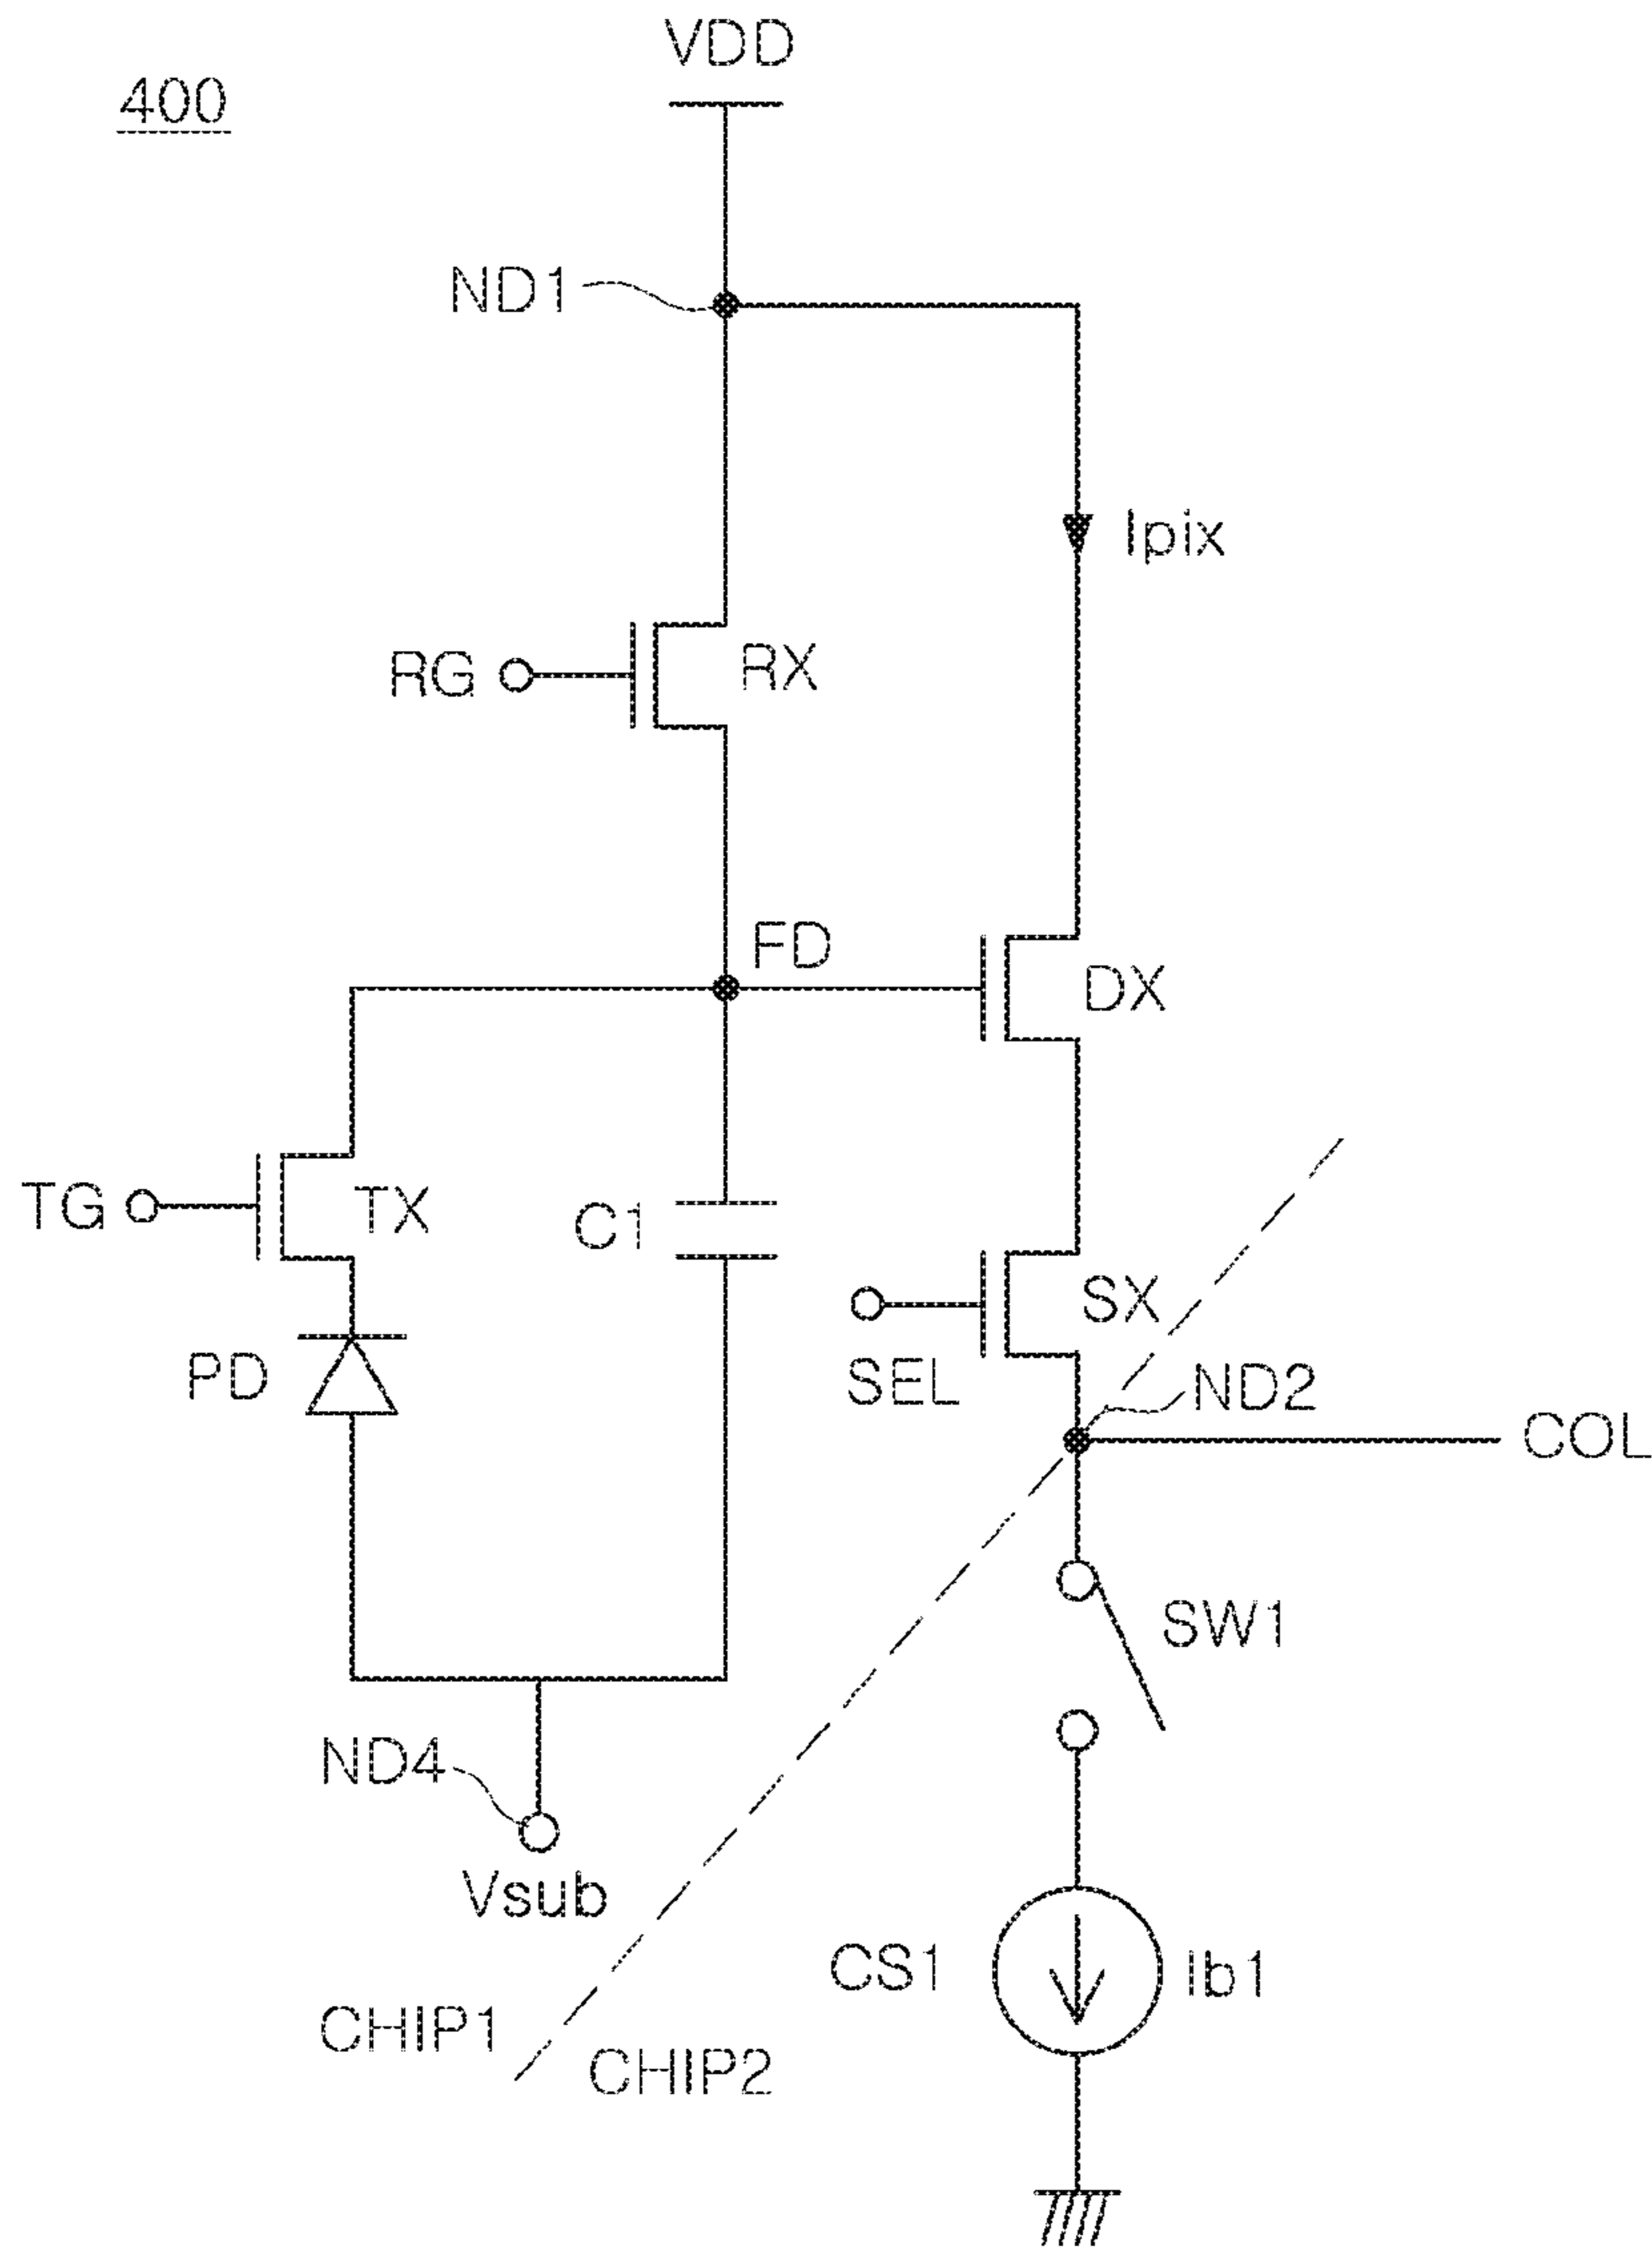 VDD
400
ND1
Ipix
RG
RX
FD
DX
TG
TX
C1
SX
PD
SEL
ND2
COL
SW1
ND4
Vsub
CS1
Ib1
CHIP1
CHIP2